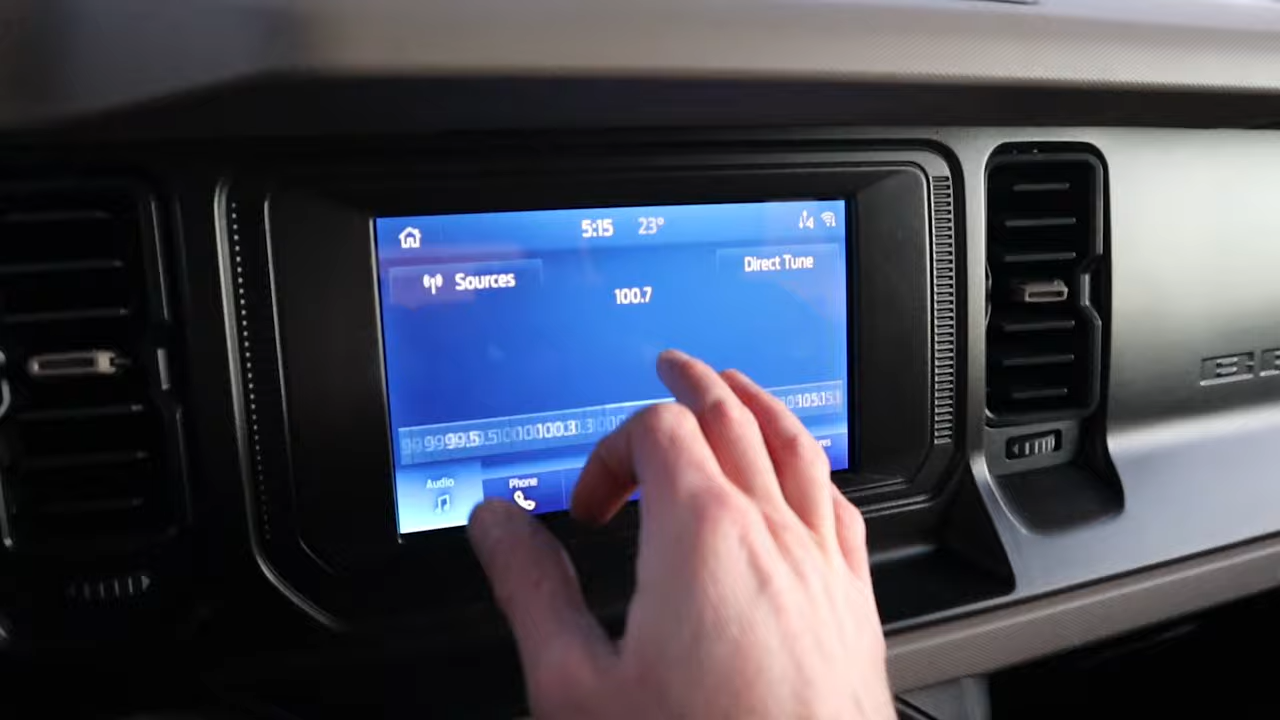 5:15 23°
Sources
Direct Tune
100.7
99.5 100.3 105.1
Audio
Phone